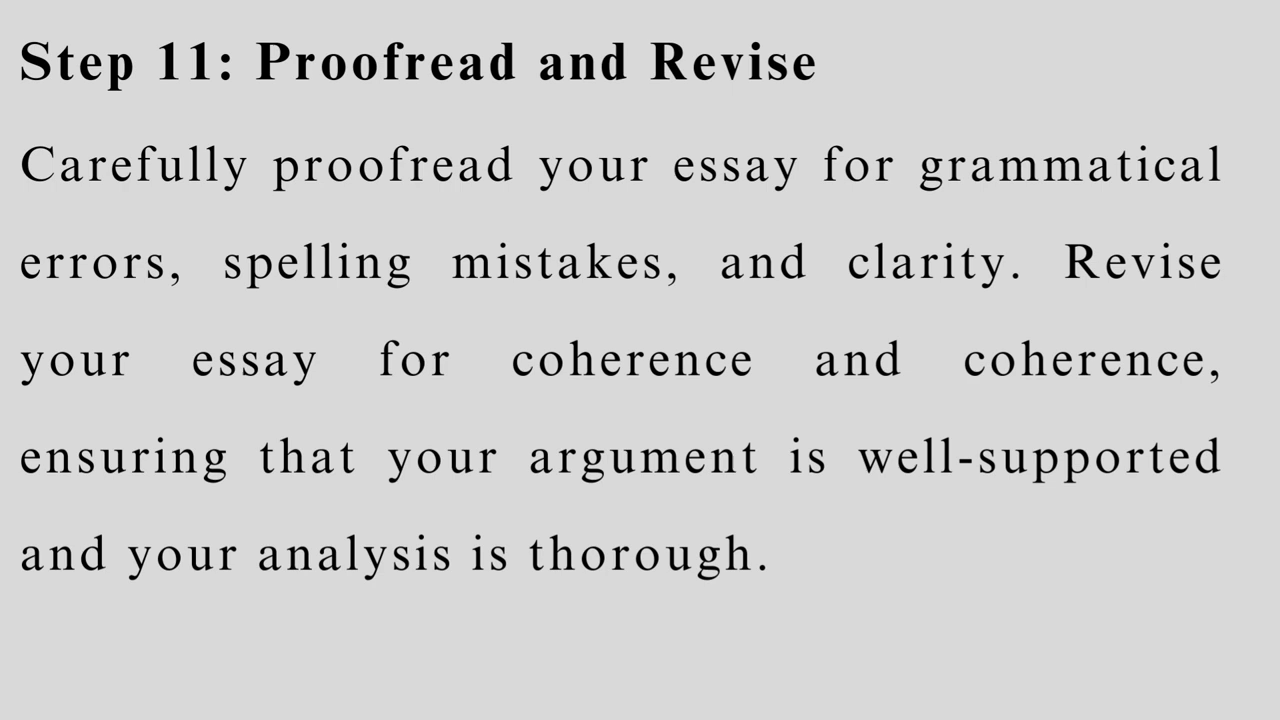 Step 11: Proofread and Revise
Carefully proofread your essay for grammatical
errors, spelling mistakes, and clarity. Revise
your essay for coherence and coherence,
ensuring that your argument is well-supported
and your analysis is thorough.